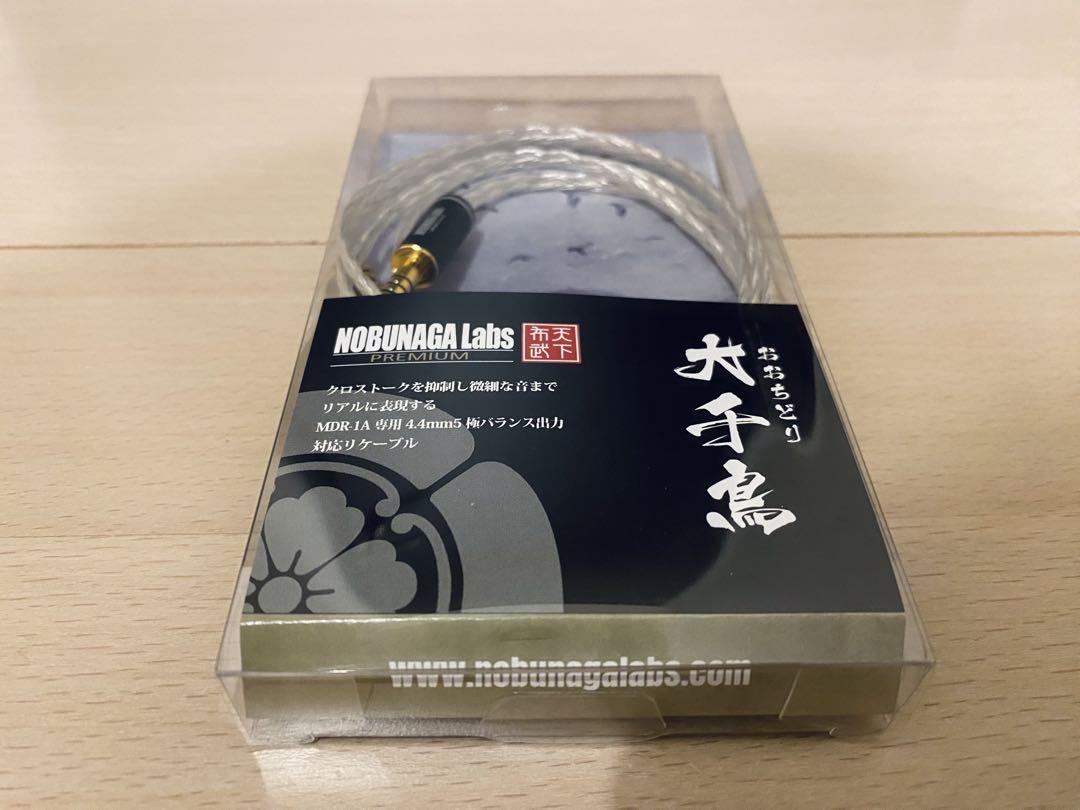 NOBUNAGA Labs
PREMIUM
天下
布武
クロストークを抑制し微細な音まで
リアルに表現する
MDR-1A 専用 4.4mm5 極バランス出力
対応リケーブル
大千鳥
おおちどり
www.nobunagalabs.com